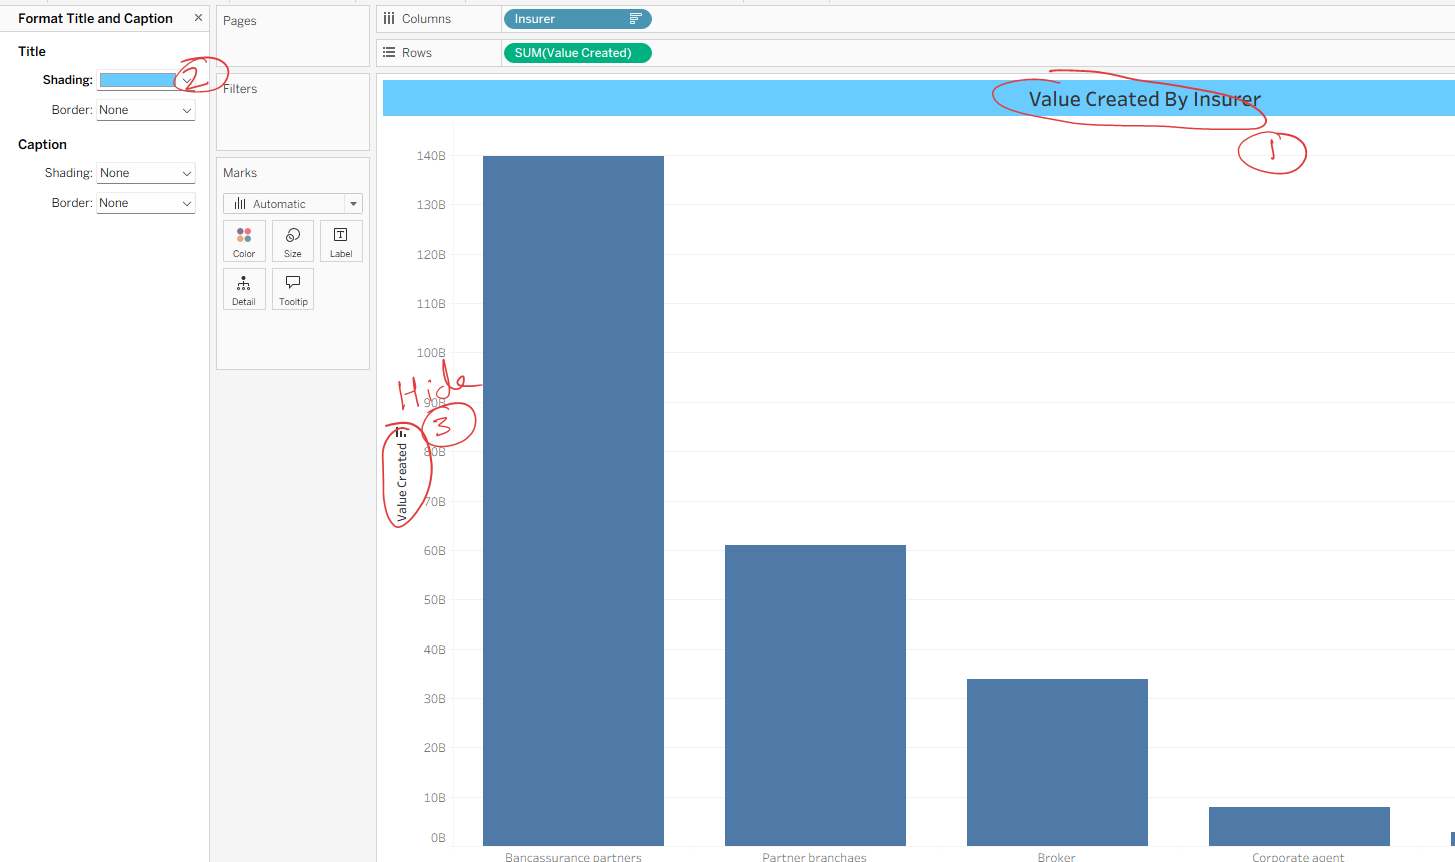 Format Title and Caption ×
Title
Shading:
2
Border: None
Caption
Shading: None
Border: None
Pages
Filters
Marks
Automatic
Color Size Label
Detail Tooltip
Columns Insurer
Rows SUM(Value Created)
Value Created By Insurer
1
140B
130B
120B
110B
100B
Hide
90B
3
80B
70B
60B
50B
40B
30B
20B
10B
0B
Value Created
Bancassurance partners Partner branchaes Broker Corporate agent